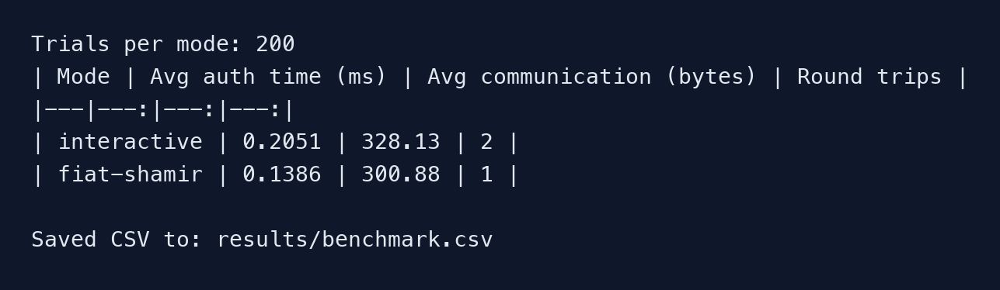 Trials per mode: 200
| Mode | Avg auth time (ms) | Avg communication (bytes) | Round trips |
|---|---:|---:|---:|
| interactive | 0.2051 | 328.13 | 2 |
| fiat-shamir | 0.1386 | 300.88 | 1 |
Saved CSV to: results/benchmark.csv